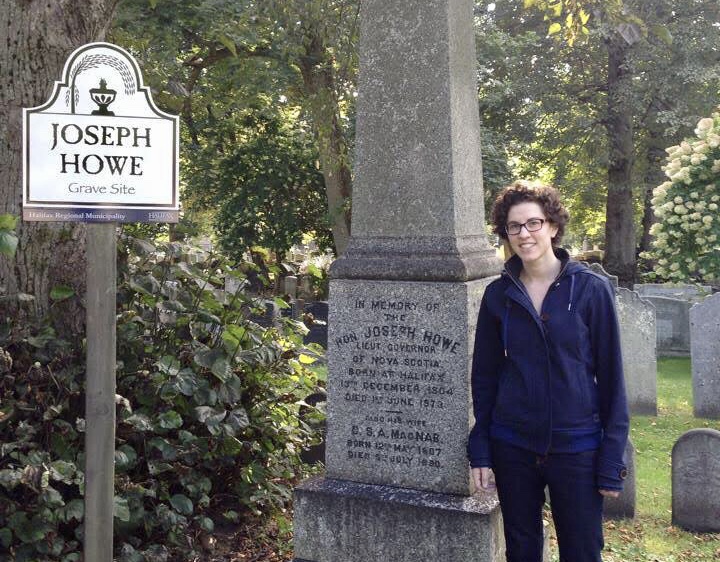 JOSEPH
HOWE
Grave Site
Halifax Regional Municipality HALIFAX
IN MEMORY OF
THE
HON. JOSEPH HOWE
LIEUT. GOVERNOR
OF NOVA SCOTIA
BORN AT HALIFAX
13TH DECEMBER 1804
DIED 1ST JUNE 1873.
ALSO HIS WIFE
C. S. A. MACNAB,
BORN 12TH MAY 1807
DIED 5TH JULY 1890.